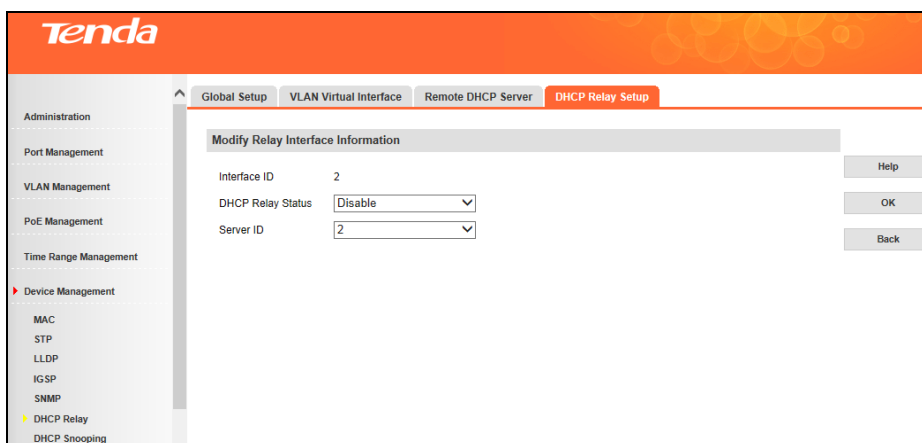 Tenda
Global Setup VLAN Virtual Interface Remote DHCP Server DHCP Relay Setup
Administration
Port Management
VLAN Management
PoE Management
Time Range Management
Device Management
MAC
STP
LLDP
IGSP
SNMP
DHCP Relay
DHCP Snooping
Modify Relay Interface Information
Interface ID 2
DHCP Relay Status Disable
Server ID 2
Help
OK
Back